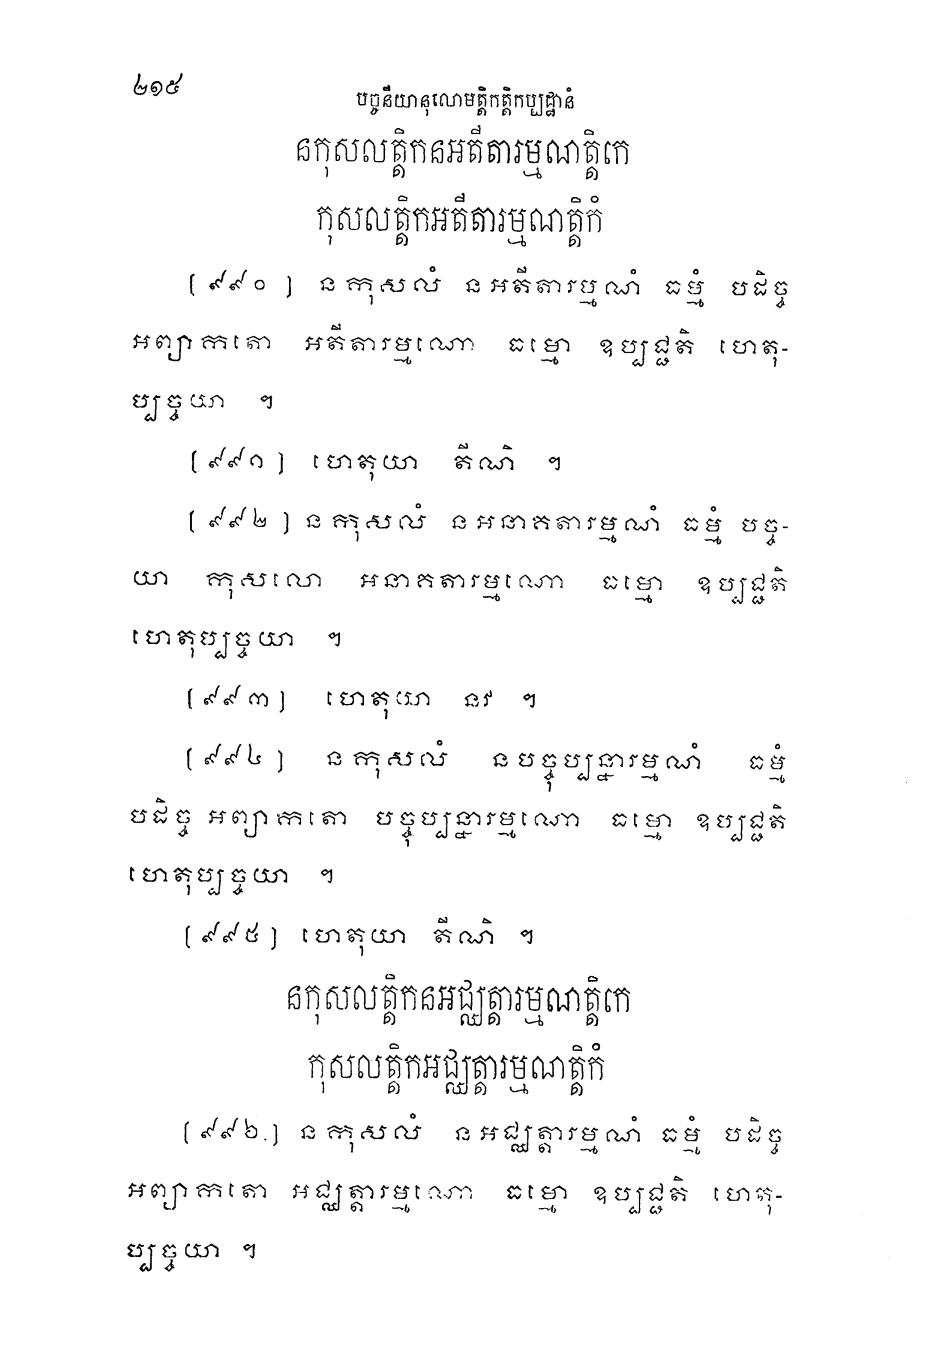 ២១៥
បច្ចនីយានុលោមត្តិកត្តិកប្បដ្ឋានំ
នកុសលត្តិកនអតីតារម្មណត្តិកេ
កុសលត្តិកអតីតារម្មណត្តិកំ
(៩៩០) នកុសលំ នអតីតារម្មណំ ធម្មំ បដិច្ច
អព្យាកតោ អតីតារម្មណោ ធម្មោ ឧប្បជ្ជតិ ហេតុ-
ប្បច្ចយា ។
(៩៩១) ហេតុយា តីណិ ។
(៩៩២) នកុសលំ នអនាគតារម្មណំ ធម្មំ បច្ច-
យា កុសលោ អនាគតារម្មណោ ធម្មោ ឧប្បជ្ជតិ
ហេតុប្បច្ចយា ។
(៩៩៣) ហេតុយា នវ ។
(៩៩៤) នកុសលំ នបច្ចុប្បន្នារម្មណំ ធម្មំ
បដិច្ច អព្យាកតោ បច្ចុប្បន្នារម្មណោ ធម្មោ ឧប្បជ្ជតិ
ហេតុប្បច្ចយា ។
(៩៩៥) ហេតុយា តីណិ ។
នកុសលត្តិកនអជ្ឈត្តារម្មណត្តិកេ
កុសលត្តិកអជ្ឈត្តារម្មណត្តិកំ
(៩៩៦.) នកុសលំ នអជ្ឈត្តារម្មណំ ធម្មំ បដិច្ច
អព្យាកតោ អជ្ឈត្តារម្មណោ ធម្មោ ឧប្បជ្ជតិ ហេតុ-
ប្បច្ចយា ។